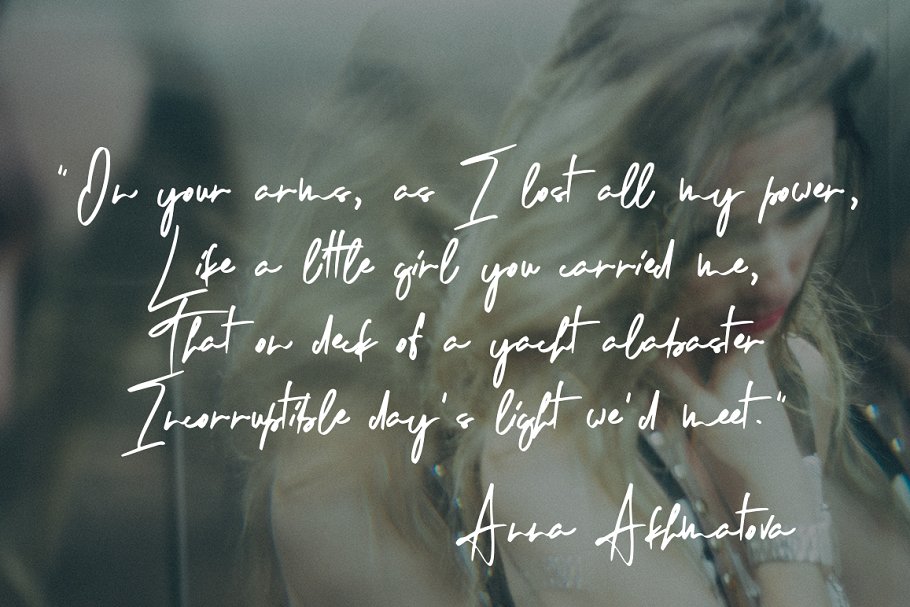 "On your arms, as I lost all my power,
Like a little girl you carried me,
That on deck of a yacht alabaster
Incorruptible day's light we'd meet."
Anna Akhmatova